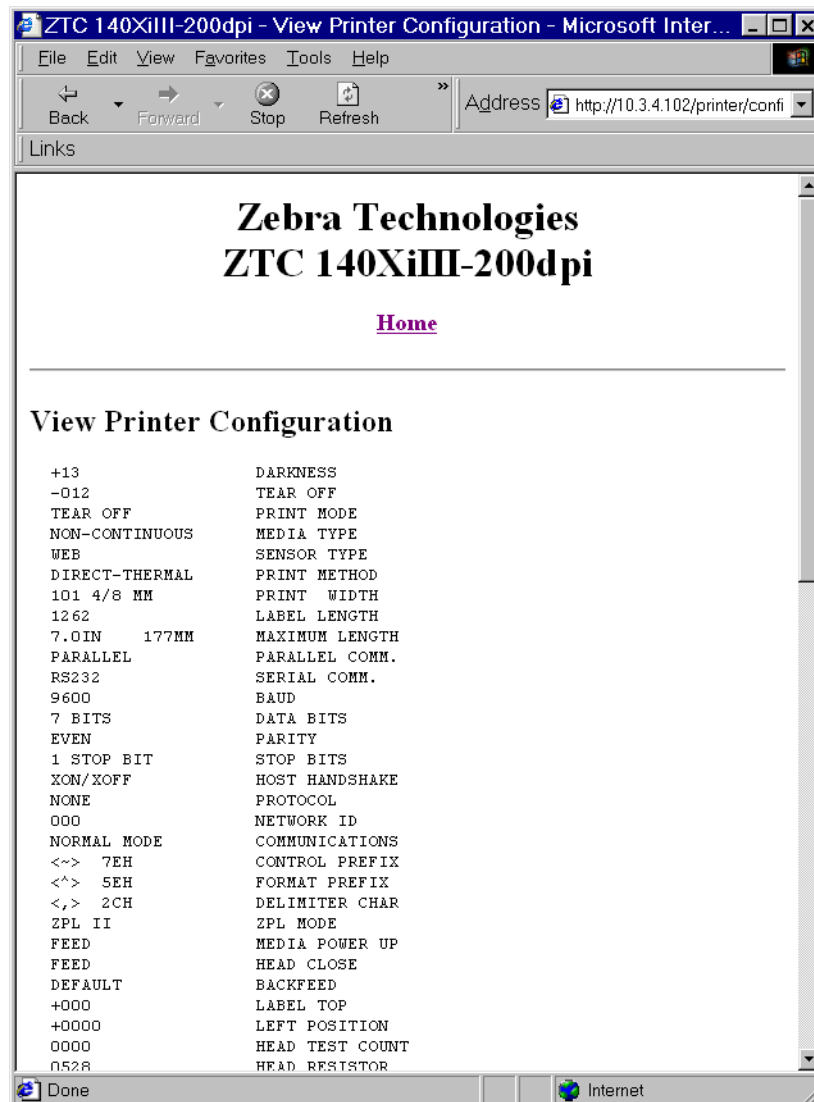 ZTC 140XiIII-200dpi - View Printer Configuration - Microsoft Inter...
File Edit View Favorites Tools Help
Back Forward Stop Refresh » Address http://10.3.4.102/printer/confi
Links
Zebra Technologies
ZTC 140XiIII-200dpi
Home
View Printer Configuration
+13 DARKNESS
-012 TEAR OFF
TEAR OFF PRINT MODE
NON-CONTINUOUS MEDIA TYPE
WEB SENSOR TYPE
DIRECT-THERMAL PRINT METHOD
101 4/8 MM PRINT WIDTH
1262 LABEL LENGTH
7.0IN 177MM MAXIMUM LENGTH
PARALLEL PARALLEL COMM.
RS232 SERIAL COMM.
9600 BAUD
7 BITS DATA BITS
EVEN PARITY
1 STOP BIT STOP BITS
XON/XOFF HOST HANDSHAKE
NONE PROTOCOL
000 NETWORK ID
NORMAL MODE COMMUNICATIONS
<~> 7EH CONTROL PREFIX
<^> 5EH FORMAT PREFIX
<,> 2CH DELIMITER CHAR
ZPL II ZPL MODE
FEED MEDIA POWER UP
FEED HEAD CLOSE
DEFAULT BACKFEED
+000 LABEL TOP
+0000 LEFT POSITION
0000 HEAD TEST COUNT
0528 HEAD RESISTOR
Done Internet